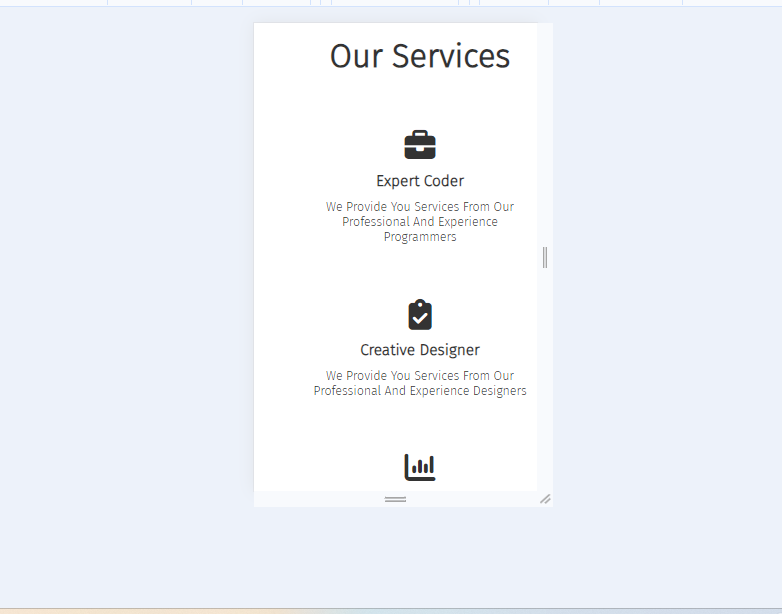 Our Services
Expert Coder
We Provide You Services From Our
Professional And Experience
Programmers
Creative Designer
We Provide You Services From Our
Professional And Experience Designers